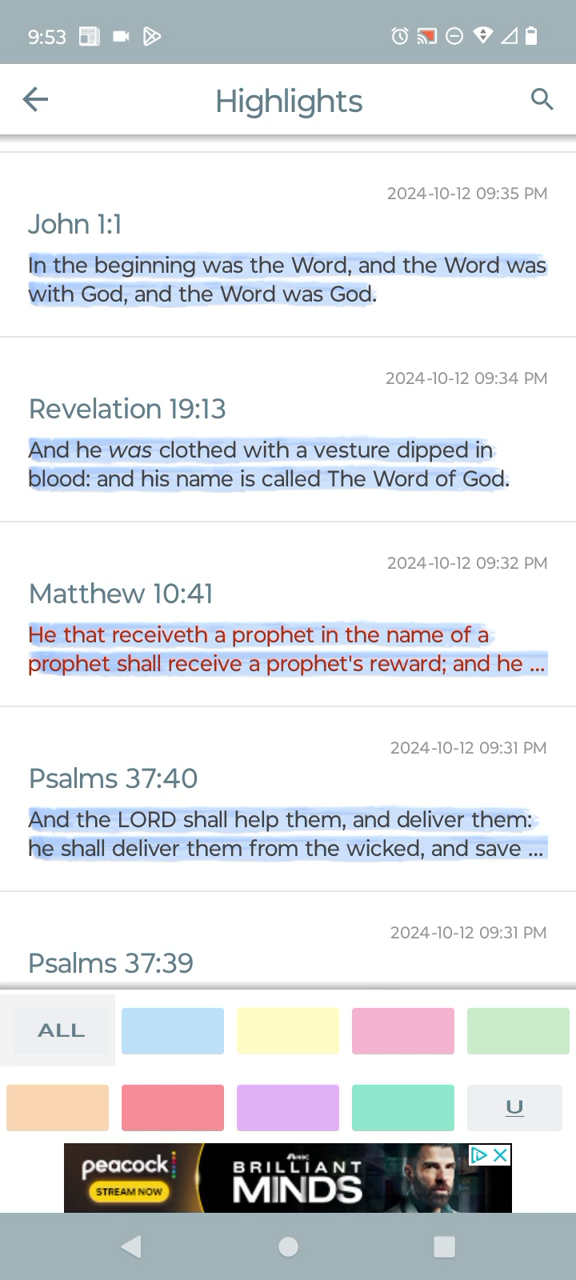 9:53
Highlights
2024-10-12 09:35 PM
John 1:1
In the beginning was the Word, and the Word was
with God, and the Word was God.
2024-10-12 09:34 PM
Revelation 19:13
And he was clothed with a vesture dipped in
blood: and his name is called The Word of God.
2024-10-12 09:32 PM
Matthew 10:41
He that receiveth a prophet in the name of a
prophet shall receive a prophet's reward; and he ...
2024-10-12 09:31 PM
Psalms 37:40
And the LORD shall help them, and deliver them:
he shall deliver them from the wicked, and save ...
2024-10-12 09:31 PM
Psalms 37:39
ALL
U
peacock
STREAM NOW
BRILLIANT
MINDS